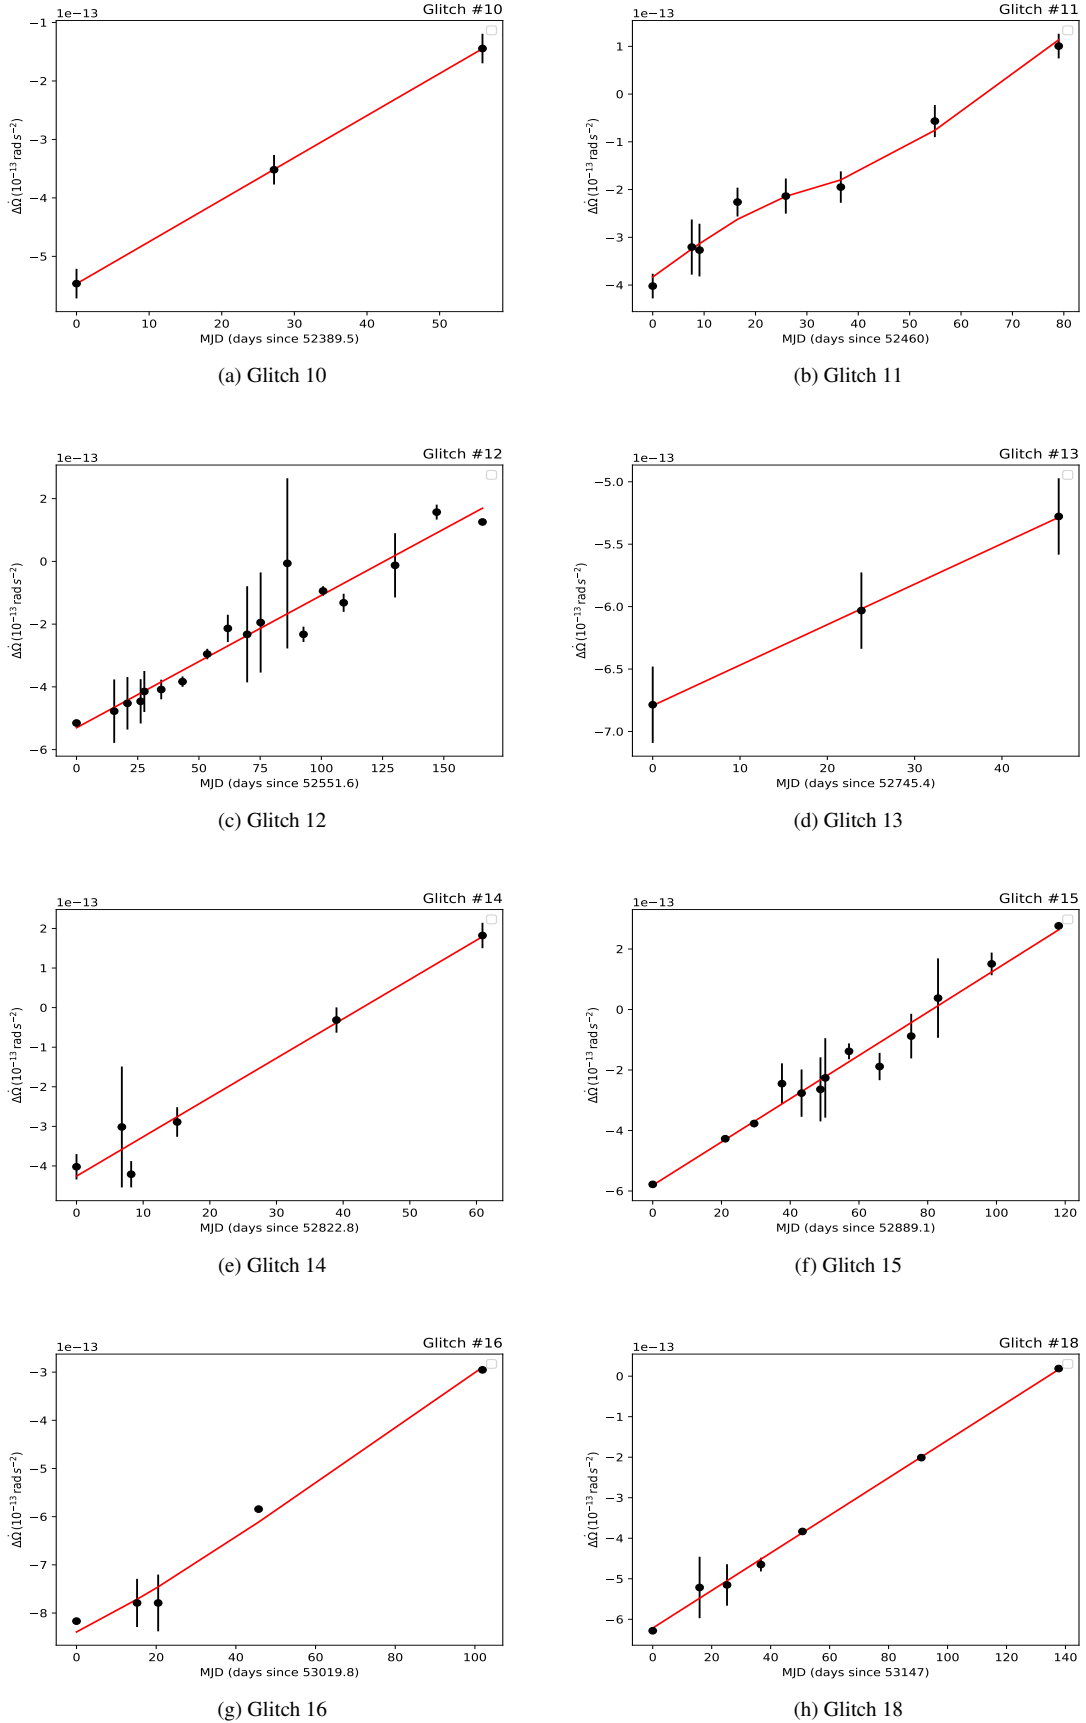 1e−13
Glitch #10
−1
−2
−3
−4
−5
ΔΩ̇ (10⁻¹³ rad s⁻²)
0 10 20 30 40 50
MJD (days since 52389.5)
(a) Glitch 10
1e−13
Glitch #11
1
0
−1
−2
−3
−4
ΔΩ̇ (10⁻¹³ rad s⁻²)
0 10 20 30 40 50 60 70 80
MJD (days since 52460)
(b) Glitch 11
1e−13
Glitch #12
2
0
−2
−4
−6
ΔΩ̇ (10⁻¹³ rad s⁻²)
0 25 50 75 100 125 150
MJD (days since 52551.6)
(c) Glitch 12
1e−13
Glitch #13
−5.0
−5.5
−6.0
−6.5
−7.0
ΔΩ̇ (10⁻¹³ rad s⁻²)
0 10 20 30 40
MJD (days since 52745.4)
(d) Glitch 13
1e−13
Glitch #14
2
1
0
−1
−2
−3
−4
ΔΩ̇ (10⁻¹³ rad s⁻²)
0 10 20 30 40 50 60
MJD (days since 52822.8)
(e) Glitch 14
1e−13
Glitch #15
2
0
−2
−4
−6
ΔΩ̇ (10⁻¹³ rad s⁻²)
0 20 40 60 80 100 120
MJD (days since 52889.1)
(f) Glitch 15
1e−13
Glitch #16
−3
−4
−5
−6
−7
−8
ΔΩ̇ (10⁻¹³ rad s⁻²)
0 20 40 60 80 100
MJD (days since 53019.8)
(g) Glitch 16
1e−13
Glitch #18
0
−1
−2
−3
−4
−5
−6
ΔΩ̇ (10⁻¹³ rad s⁻²)
0 20 40 60 80 100 120 140
MJD (days since 53147)
(h) Glitch 18